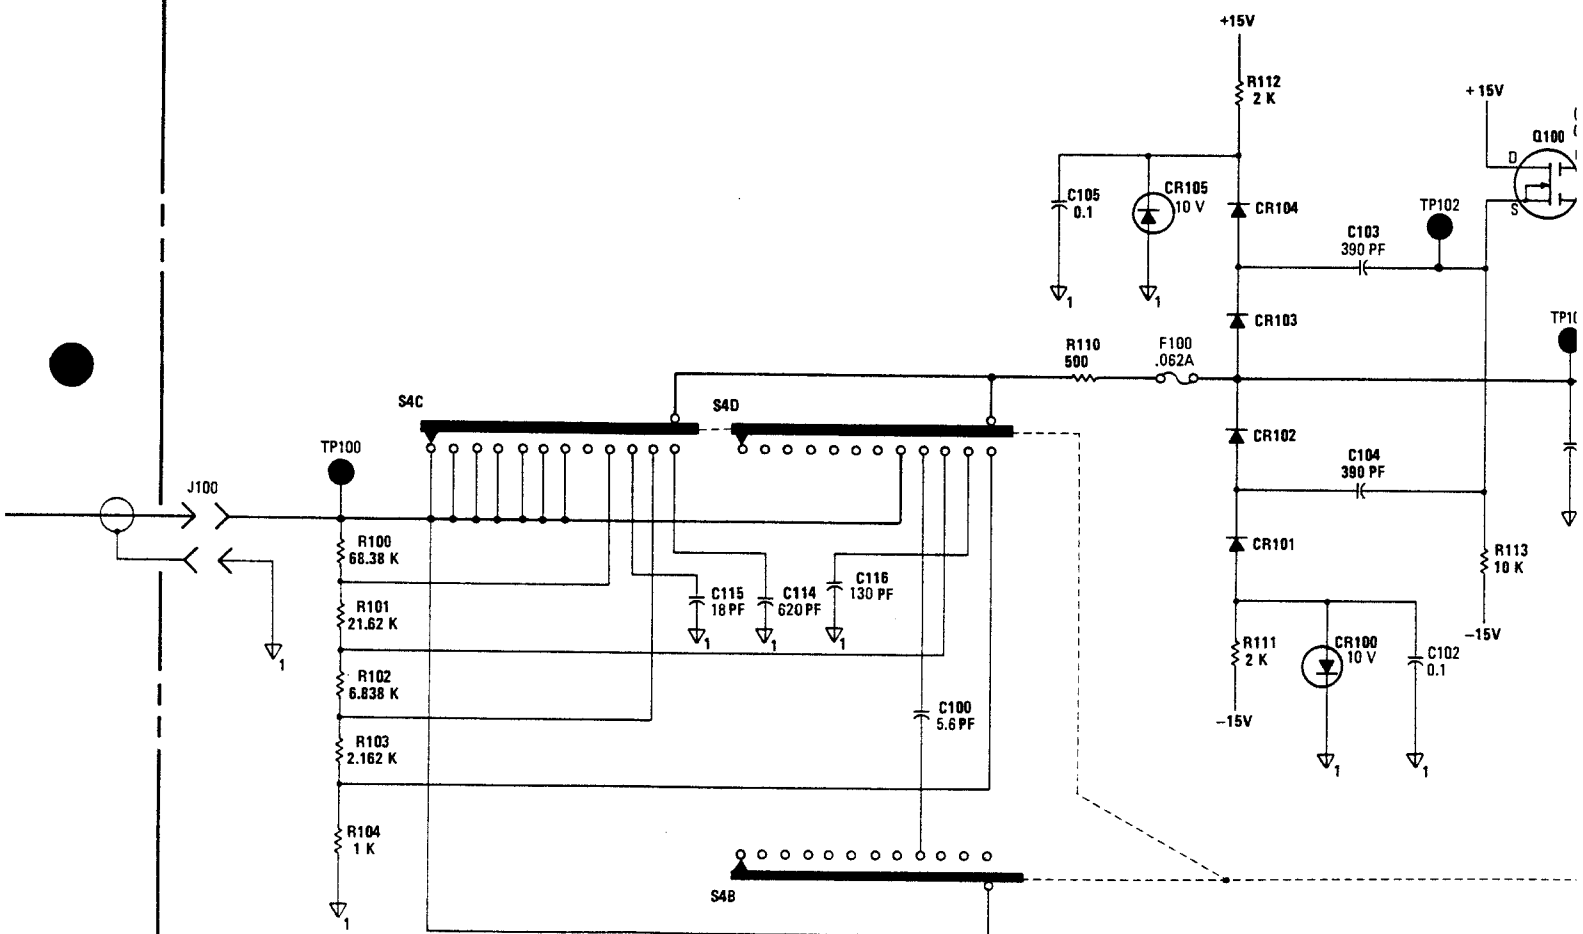 +15V
R112
2 K
+15V
Q100
D
S
C105
0.1
CR105
10 V
CR104
TP102
C103
390 PF
1
1
CR103
R110
500
F100
.062A
S4C
S4D
CR102
TP100
C104
390 PF
J100
R100
68.38 K
CR101
R113
10 K
C115
18 PF
C114
620 PF
C116
130 PF
R101
21.62 K
1
1
1
1
-15V
R111
2 K
CR100
10 V
C102
0.1
R102
6.838 K
C100
5.6 PF
-15V
R103
2.162 K
1
1
R104
1 K
S4B
1